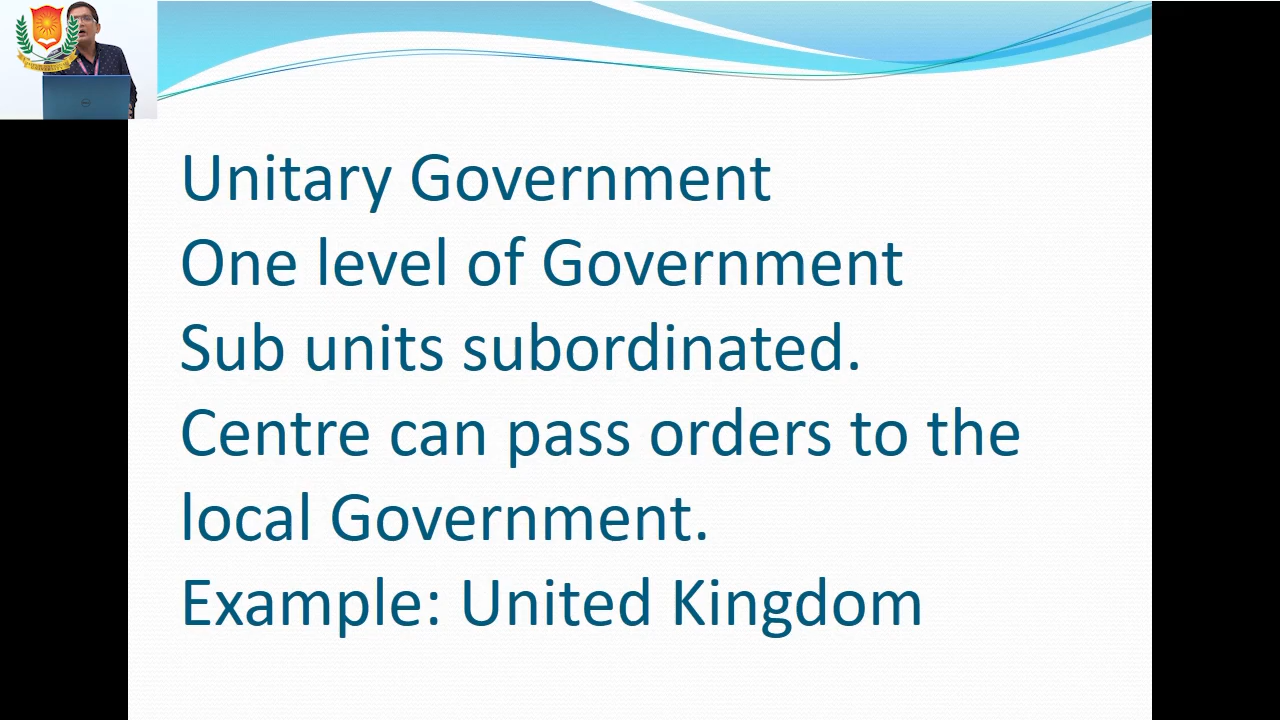 Unitary Government
One level of Government
Sub units subordinated.
Centre can pass orders to the
local Government.
Example: United Kingdom